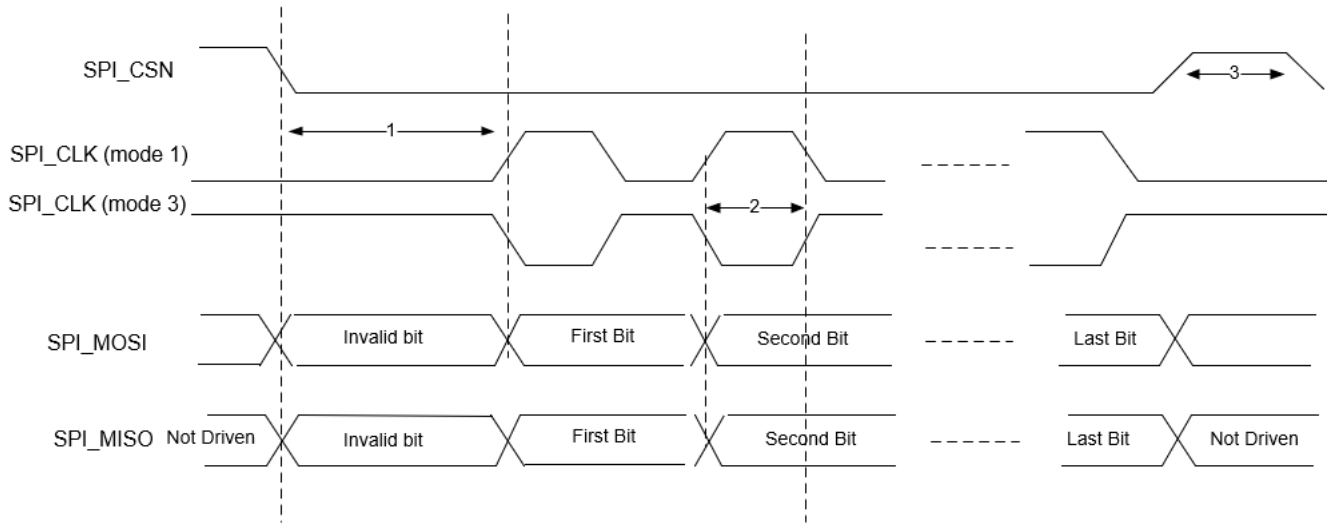 SPI_CSN
3
1
SPI_CLK (mode 1)
SPI_CLK (mode 3)
2
SPI_MOSI Invalid bit First Bit Second Bit Last Bit
SPI_MISO Not Driven Invalid bit First Bit Second Bit Last Bit Not Driven